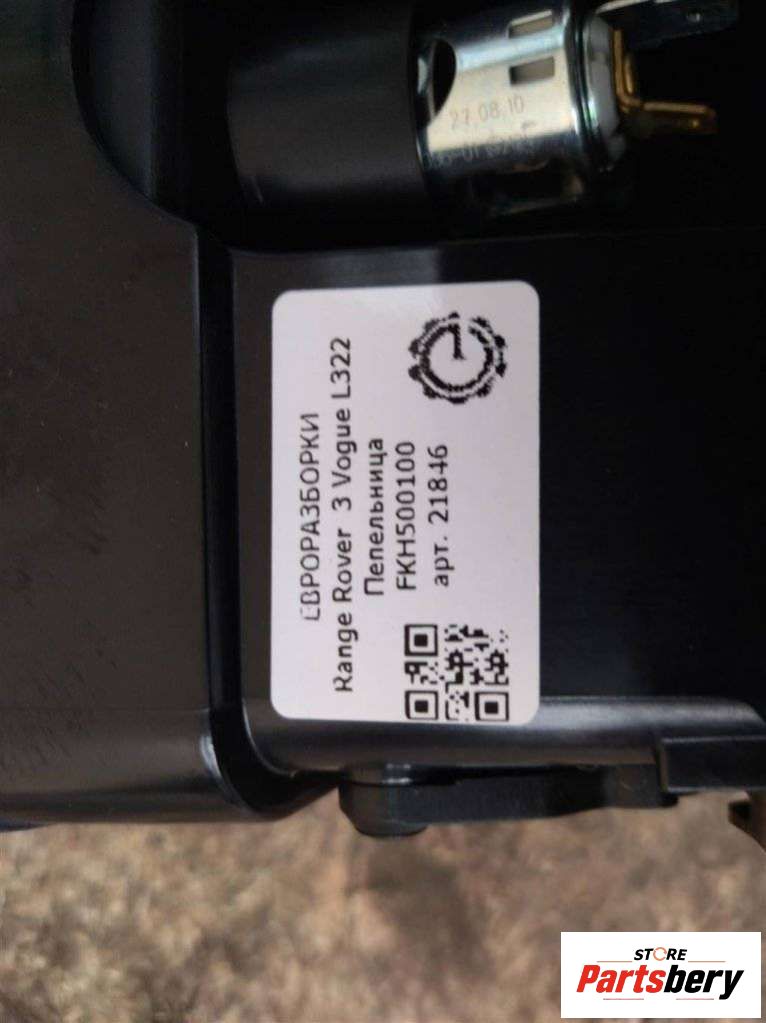 27.08.10
ЕВРОРАЗБОРКИ
Range Rover 3 Vogue L322
Пепельница
FKH500100
арт. 21846
STORE
Partsbery